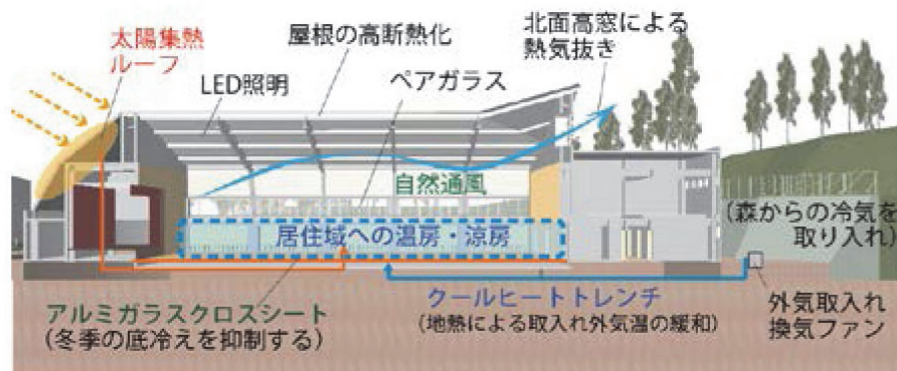 太陽集熱
ルーフ
屋根の高断熱化
北面高窓による
熱気抜き
LED照明
ペアガラス
自然通風
居住域への温房・涼房
(森からの冷気を
取り入れ)
アルミガラスクロスシート
(冬季の底冷えを抑制する)
クールヒートトレンチ
(地熱による取入れ外気温の緩和)
外気取入れ
換気ファン